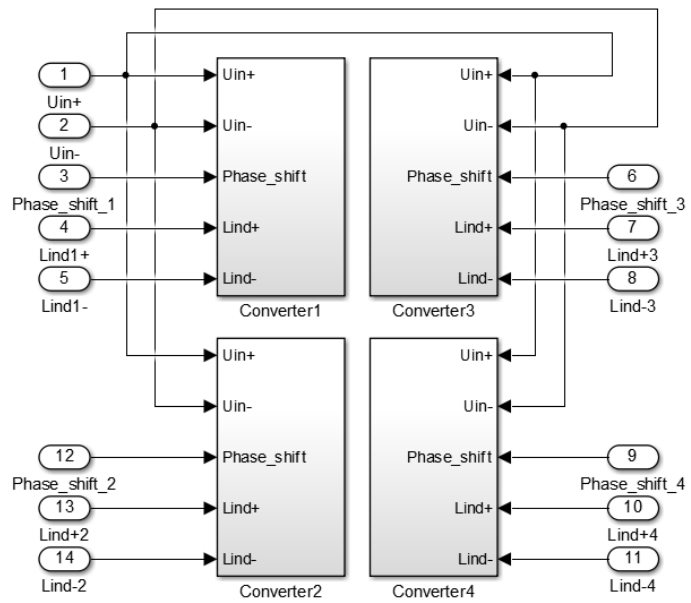 1
Uin+
2
Uin-
3
Phase_shift_1
4
Lind1+
5
Lind1-
Uin+
Uin-
Phase_shift
Lind+
Lind-
Converter1
Uin+
Uin-
Phase_shift
Lind+
Lind-
Converter3
6
Phase_shift_3
7
Lind+3
8
Lind-3
12
Phase_shift_2
13
Lind+2
14
Lind-2
Uin+
Uin-
Phase_shift
Lind+
Lind-
Converter2
Uin+
Uin-
Phase_shift
Lind+
Lind-
Converter4
9
Phase_shift_4
10
Lind+4
11
Lind-4